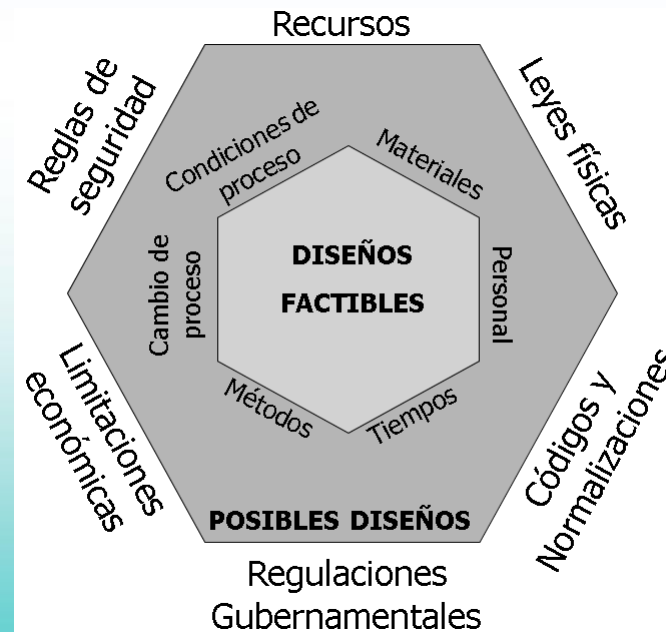 Recursos
Reglas de
seguridad
Leyes físicas
Condiciones de
proceso
Materiales
Cambio de
proceso
DISEÑOS
FACTIBLES
Personal
Métodos
Tiempos
Limitaciones
económicas
Códigos y
Normalizaciones
POSIBLES DISEÑOS
Regulaciones
Gubernamentales